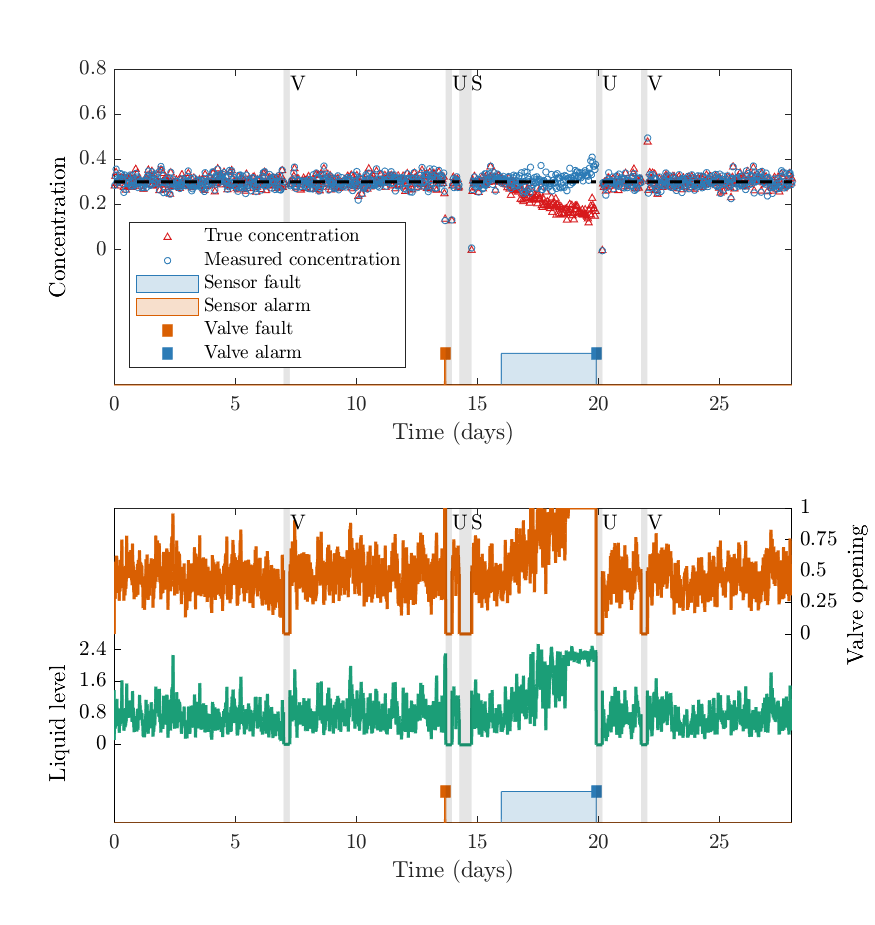 0.8
0.6
0.4
0.2
0
Concentration
V
U
S
U
V
True concentration
Measured concentration
Sensor fault
Sensor alarm
Valve fault
Valve alarm
0
5
10
15
20
25
Time (days)
V
U
S
U
V
1
0.75
0.5
0.25
0
Valve opening
2.4
1.6
0.8
0
Liquid level
0
5
10
15
20
25
Time (days)